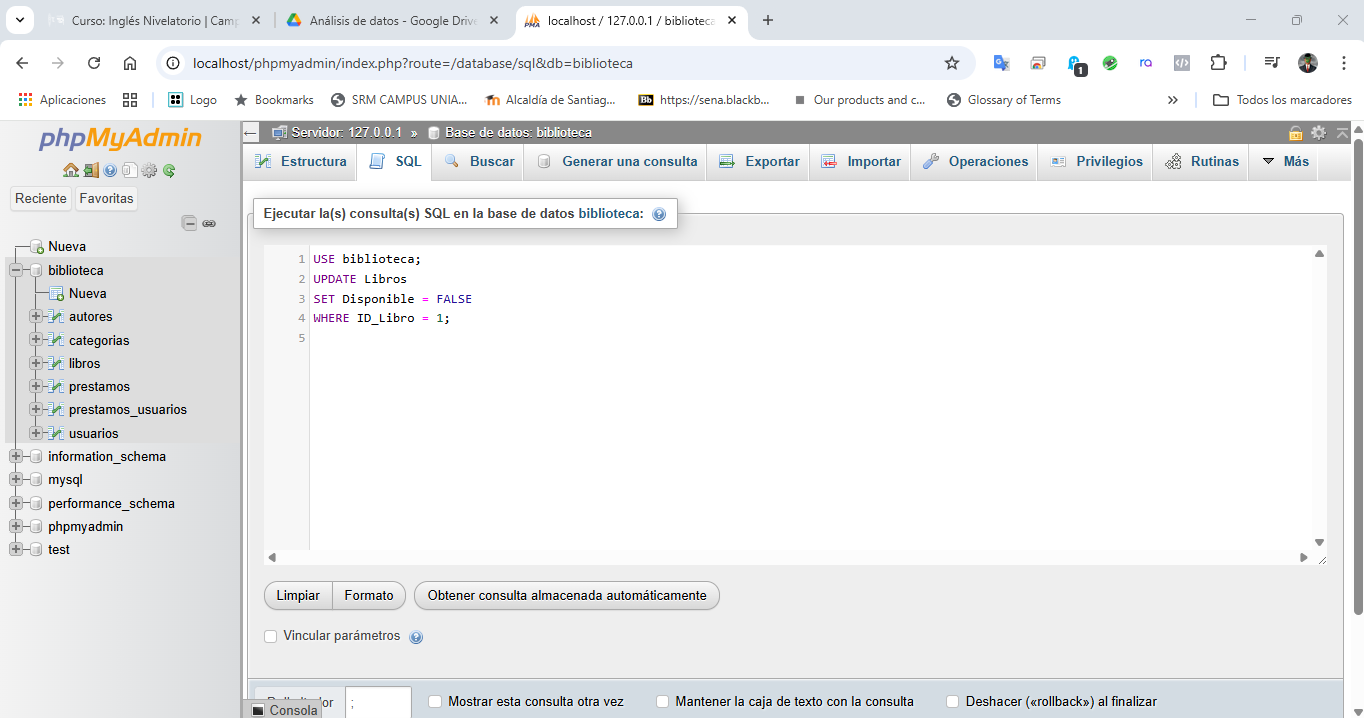 Curso: Inglés Nivelatorio | Cam
Análisis de datos - Google Drive
localhost / 127.0.0.1 / biblioteca
localhost/phpmyadmin/index.php?route=/database/sql&db=biblioteca
1
Aplicaciones
Logo
Bookmarks
SRM CAMPUS UNIA...
Alcaldía de Santiag...
Bb
https://sena.blackb...
Our products and c...
Glossary of Terms
Todos los marcadores
phpMyAdmin
Reciente
Favoritas
Nueva
biblioteca
Nueva
autores
categorias
libros
prestamos
prestamos_usuarios
usuarios
information_schema
mysql
performance_schema
phpmyadmin
test
Servidor: 127.0.0.1 » Base de datos: biblioteca
Estructura
SQL
Buscar
Generar una consulta
Exportar
Importar
Operaciones
Privilegios
Rutinas
Más
Ejecutar la(s) consulta(s) SQL en la base de datos biblioteca:
1 USE biblioteca;
2 UPDATE Libros
3 SET Disponible = FALSE
4 WHERE ID_Libro = 1;
5
Limpiar
Formato
Obtener consulta almacenada automáticamente
Vincular parámetros
;
Mostrar esta consulta otra vez
Mantener la caja de texto con la consulta
Deshacer («rollback») al finalizar
Consola